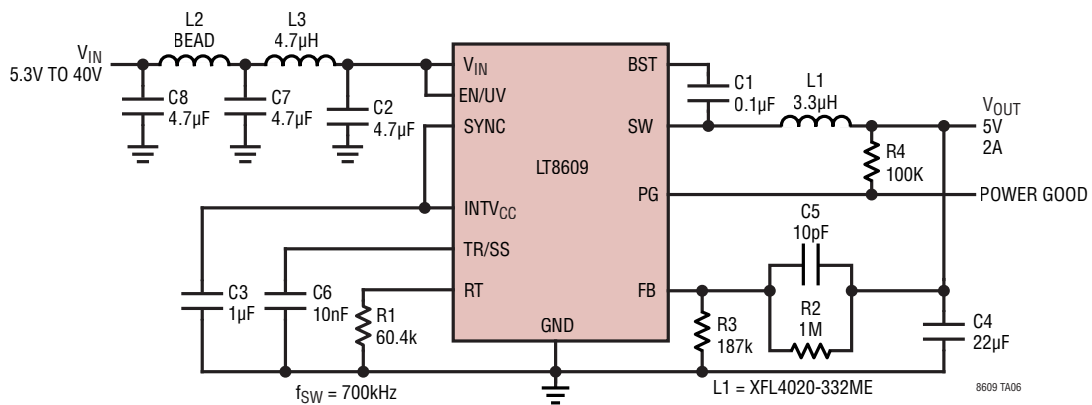 V_IN
5.3V TO 40V
L2
BEAD
L3
4.7µH
C8
4.7µF
C7
4.7µF
C2
4.7µF
V_IN
EN/UV
SYNC
INTV_CC
TR/SS
RT
LT8609
GND
BST
SW
PG
FB
C1
0.1µF
L1
3.3µH
V_OUT
5V
2A
R4
100K
POWER GOOD
C5
10pF
R2
1M
R3
187k
C4
22µF
C3
1µF
C6
10nF
R1
60.4k
f_SW = 700kHz
L1 = XFL4020-332ME
8609 TA06